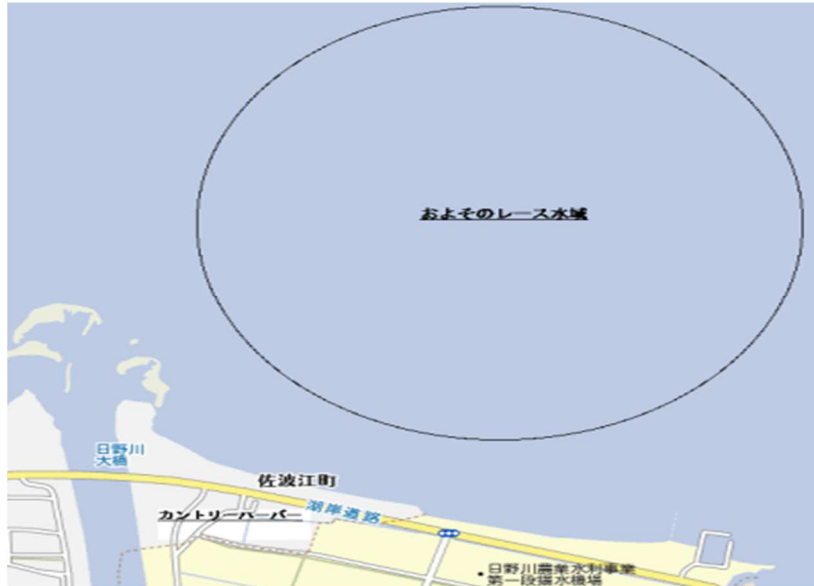 およそのレース水域
日野川
大橋
佐波江町
カントリーハーバー
湖岸道路
日野川農業水利事業
第一段揚水機場